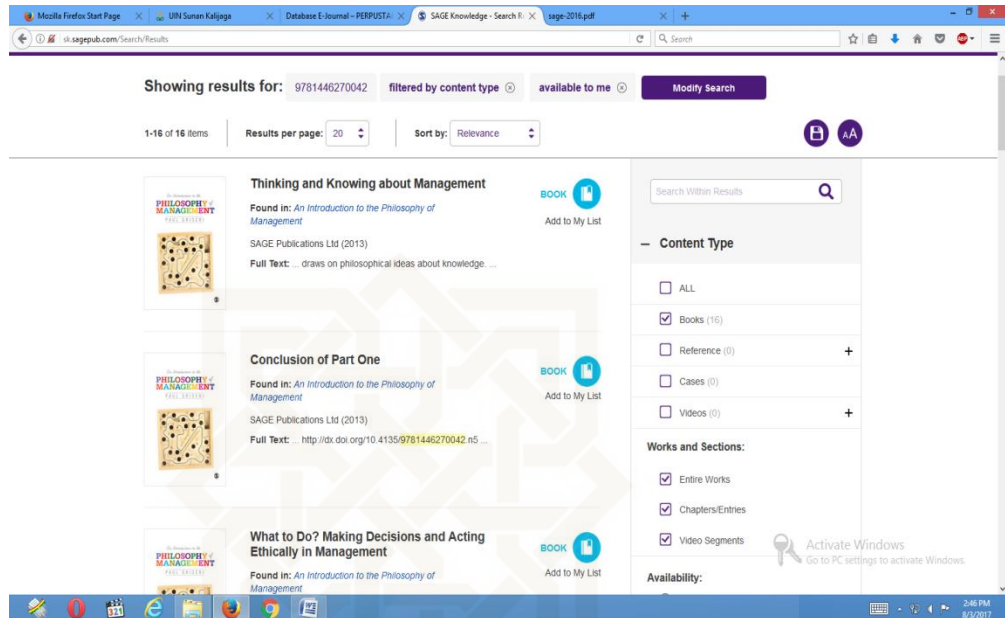 Mozilla Firefox Start Page
UIN Sunan Kalijaga
Database E-Journal – PERPUSTA
SAGE Knowledge - Search R
sage-2016.pdf
sk.sagepub.com/Search/Results
Search
Showing results for: 9781446270042 filtered by content type available to me Modify Search
1-16 of 16 items Results per page: 20 Sort by: Relevance AA
PHILOSOPHY of
MANAGEMENT
Thinking and Knowing about Management
Found in: An Introduction to the Philosophy of
Management
SAGE Publications Ltd (2013)
Full Text: ... draws on philosophical ideas about knowledge. ...
BOOK
Add to My List
PHILOSOPHY of
MANAGEMENT
Conclusion of Part One
Found in: An Introduction to the Philosophy of
Management
SAGE Publications Ltd (2013)
Full Text: ... http://dx.doi.org/10.4135/9781446270042.n5 ...
BOOK
Add to My List
PHILOSOPHY of
MANAGEMENT
What to Do? Making Decisions and Acting
Ethically in Management
Found in: An Introduction to the Philosophy of
Management
BOOK
Add to My List
Search Within Results
– Content Type
ALL
Books (16)
Reference (0) +
Cases (0)
Videos (0) +
Works and Sections:
Entire Works
Chapters/Entries
Video Segments
Availability:
Activate Windows
Go to PC settings to activate Windows.
321
2:46 PM
8/3/2017